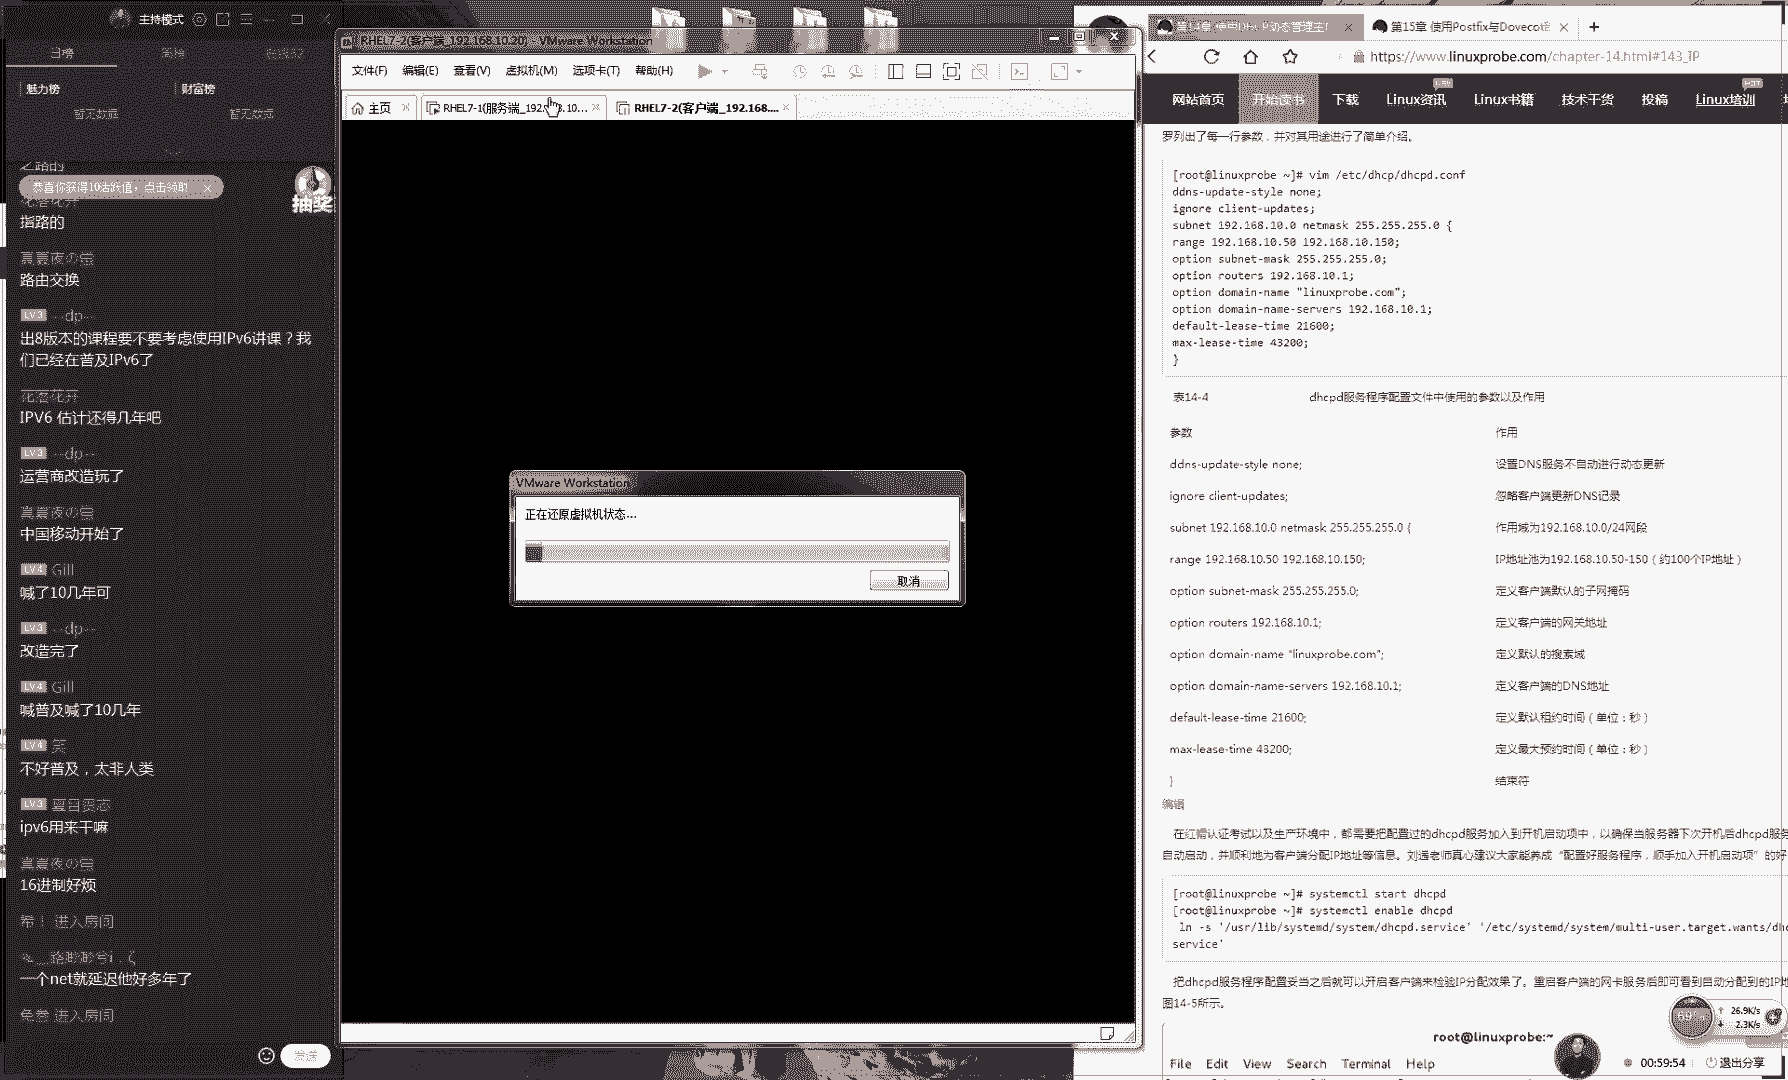 主持模式
日榜
周榜
魅力榜
财富榜
暂无数据
暂无数据
之路的
恭喜你获得10活跃值，点击领取
抽奖
花落花开
指路的
路由交换
LV3 --dp--
出8版本的课程要不要考虑使用IPv6讲课？我
们已经在普及IPv6了
花落花开
IPV6 估计还得几年吧
LV3 --dp--
运营商改造玩了
中国移动开始了
LV4 Gill
喊了10几年可
LV3 --dp--
改造完了
LV4 Gill
喊普及喊了10几年
LV4 笑
不好普及，太非人类
LV3
ipv6用来干嘛
16进制好烦
进入房间
一个net就延迟他好多年了
进入房间
发送
RHEL7-2(客户端_192.168.10.20) - VMware Workstation
文件(F) 编辑(E) 查看(V) 虚拟机(M) 选项卡(T) 帮助(H)
主页
RHEL7-1(服务端_192.168.10....
RHEL7-2(客户端_192.168....
VMware Workstation
正在还原虚拟机状态...
取消
第14章 使用DHCP动态管理主
第15章 使用Postfix与Dovecot
https://www.linuxprobe.com/chapter-14.html#143_IP
网站首页 开始读书 下载 Linux资讯 Linux书籍 技术干货 投稿 Linux培训
罗列出了每一行参数，并对其用途进行了简单介绍。
[root@linuxprobe ~]# vim /etc/dhcp/dhcpd.conf
ddns-update-style none;
ignore client-updates;
subnet 192.168.10.0 netmask 255.255.255.0 {
range 192.168.10.50 192.168.10.150;
option subnet-mask 255.255.255.0;
option routers 192.168.10.1;
option domain-name "linuxprobe.com";
option domain-name-servers 192.168.10.1;
default-lease-time 21600;
max-lease-time 43200;
}
表14-4 dhcpd服务程序配置文件中使用的参数以及作用
参数 作用
ddns-update-style none; 设置DNS服务不自动进行动态更新
ignore client-updates; 忽略客户端更新DNS记录
subnet 192.168.10.0 netmask 255.255.255.0 { 作用域为192.168.10.0/24网段
range 192.168.10.50 192.168.10.150; IP地址池为192.168.10.50-150（约100个IP地址）
option subnet-mask 255.255.255.0; 定义客户端默认的子网掩码
option routers 192.168.10.1; 定义客户端的网关地址
option domain-name "linuxprobe.com"; 定义默认的搜索域
option domain-name-servers 192.168.10.1; 定义客户端的DNS地址
default-lease-time 21600; 定义默认租约时间（单位：秒）
max-lease-time 43200; 定义最大预约时间（单位：秒）
} 结束符
编辑
在红帽认证考试以及生产环境中，都需要把配置过的dhcpd服务加入到开机启动项中，以确保当服务器下次开机后dhcpd服务
自动启动，并顺利地为客户端分配IP地址等信息。刘遄老师真心建议大家能养成“配置好服务程序，顺手加入开机启动项”的好
[root@linuxprobe ~]# systemctl start dhcpd
[root@linuxprobe ~]# systemctl enable dhcpd
ln -s '/usr/lib/systemd/system/dhcpd.service' '/etc/systemd/system/multi-user.target.wants/dhc
service'
把dhcpd服务程序配置妥当之后就可以开启客户端来检验IP分配效果了。重启客户端的网卡服务后即可看到自动分配到的IP地
图14-5所示。
root@linuxprobe:~
File Edit View Search Terminal Help
26.9K/s
2.3K/s
00:59:54
退出分享